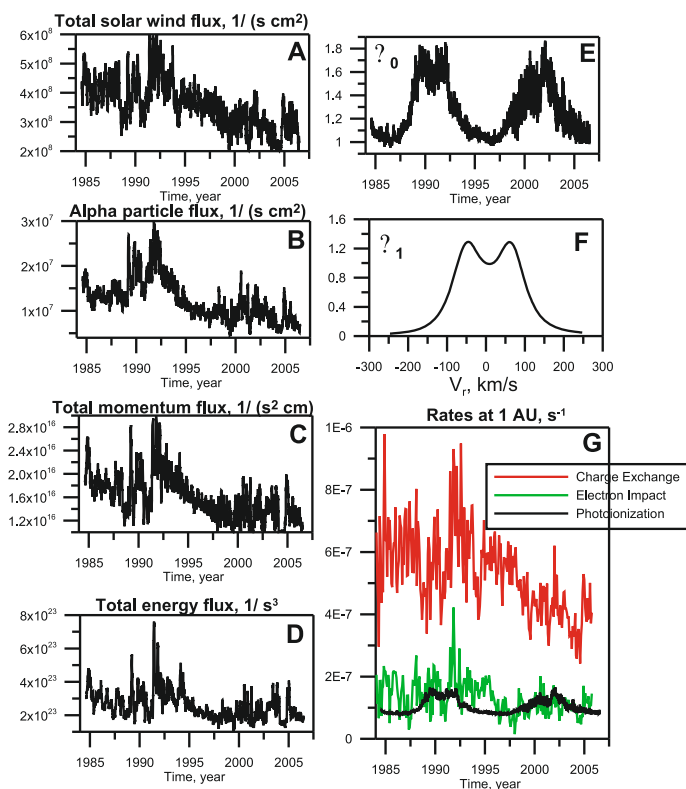 Total solar wind flux, 1/ (s cm²)
A
6x10⁸
5x10⁸
4x10⁸
3x10⁸
2x10⁸
1985 1990 1995 2000 2005
Time, year
Alpha particle flux, 1/ (s cm²)
B
3x10⁷
2x10⁷
1x10⁷
1985 1990 1995 2000 2005
Time, year
Total momentum flux, 1/ (s² cm)
C
2.8x10¹⁶
2.4x10¹⁶
2.0x10¹⁶
1.6x10¹⁶
1.2x10¹⁶
1985 1990 1995 2000 2005
Time, year
Total energy flux, 1/ s³
D
8x10²³
6x10²³
4x10²³
2x10²³
1985 1990 1995 2000 2005
Time, year
?₀
E
1.8
1.6
1.4
1.2
1
1985 1990 1995 2000 2005
Time, year
?₁
F
1.6
1.2
0.8
0.4
0
-300 -200 -100 0 100 200 300
Vᵣ, km/s
Rates at 1 AU, s⁻¹
G
1E-6
8E-7
6E-7
4E-7
2E-7
0
Charge Exchange
Electron Impact
Photoionization
1985 1990 1995 2000 2005
Time, year